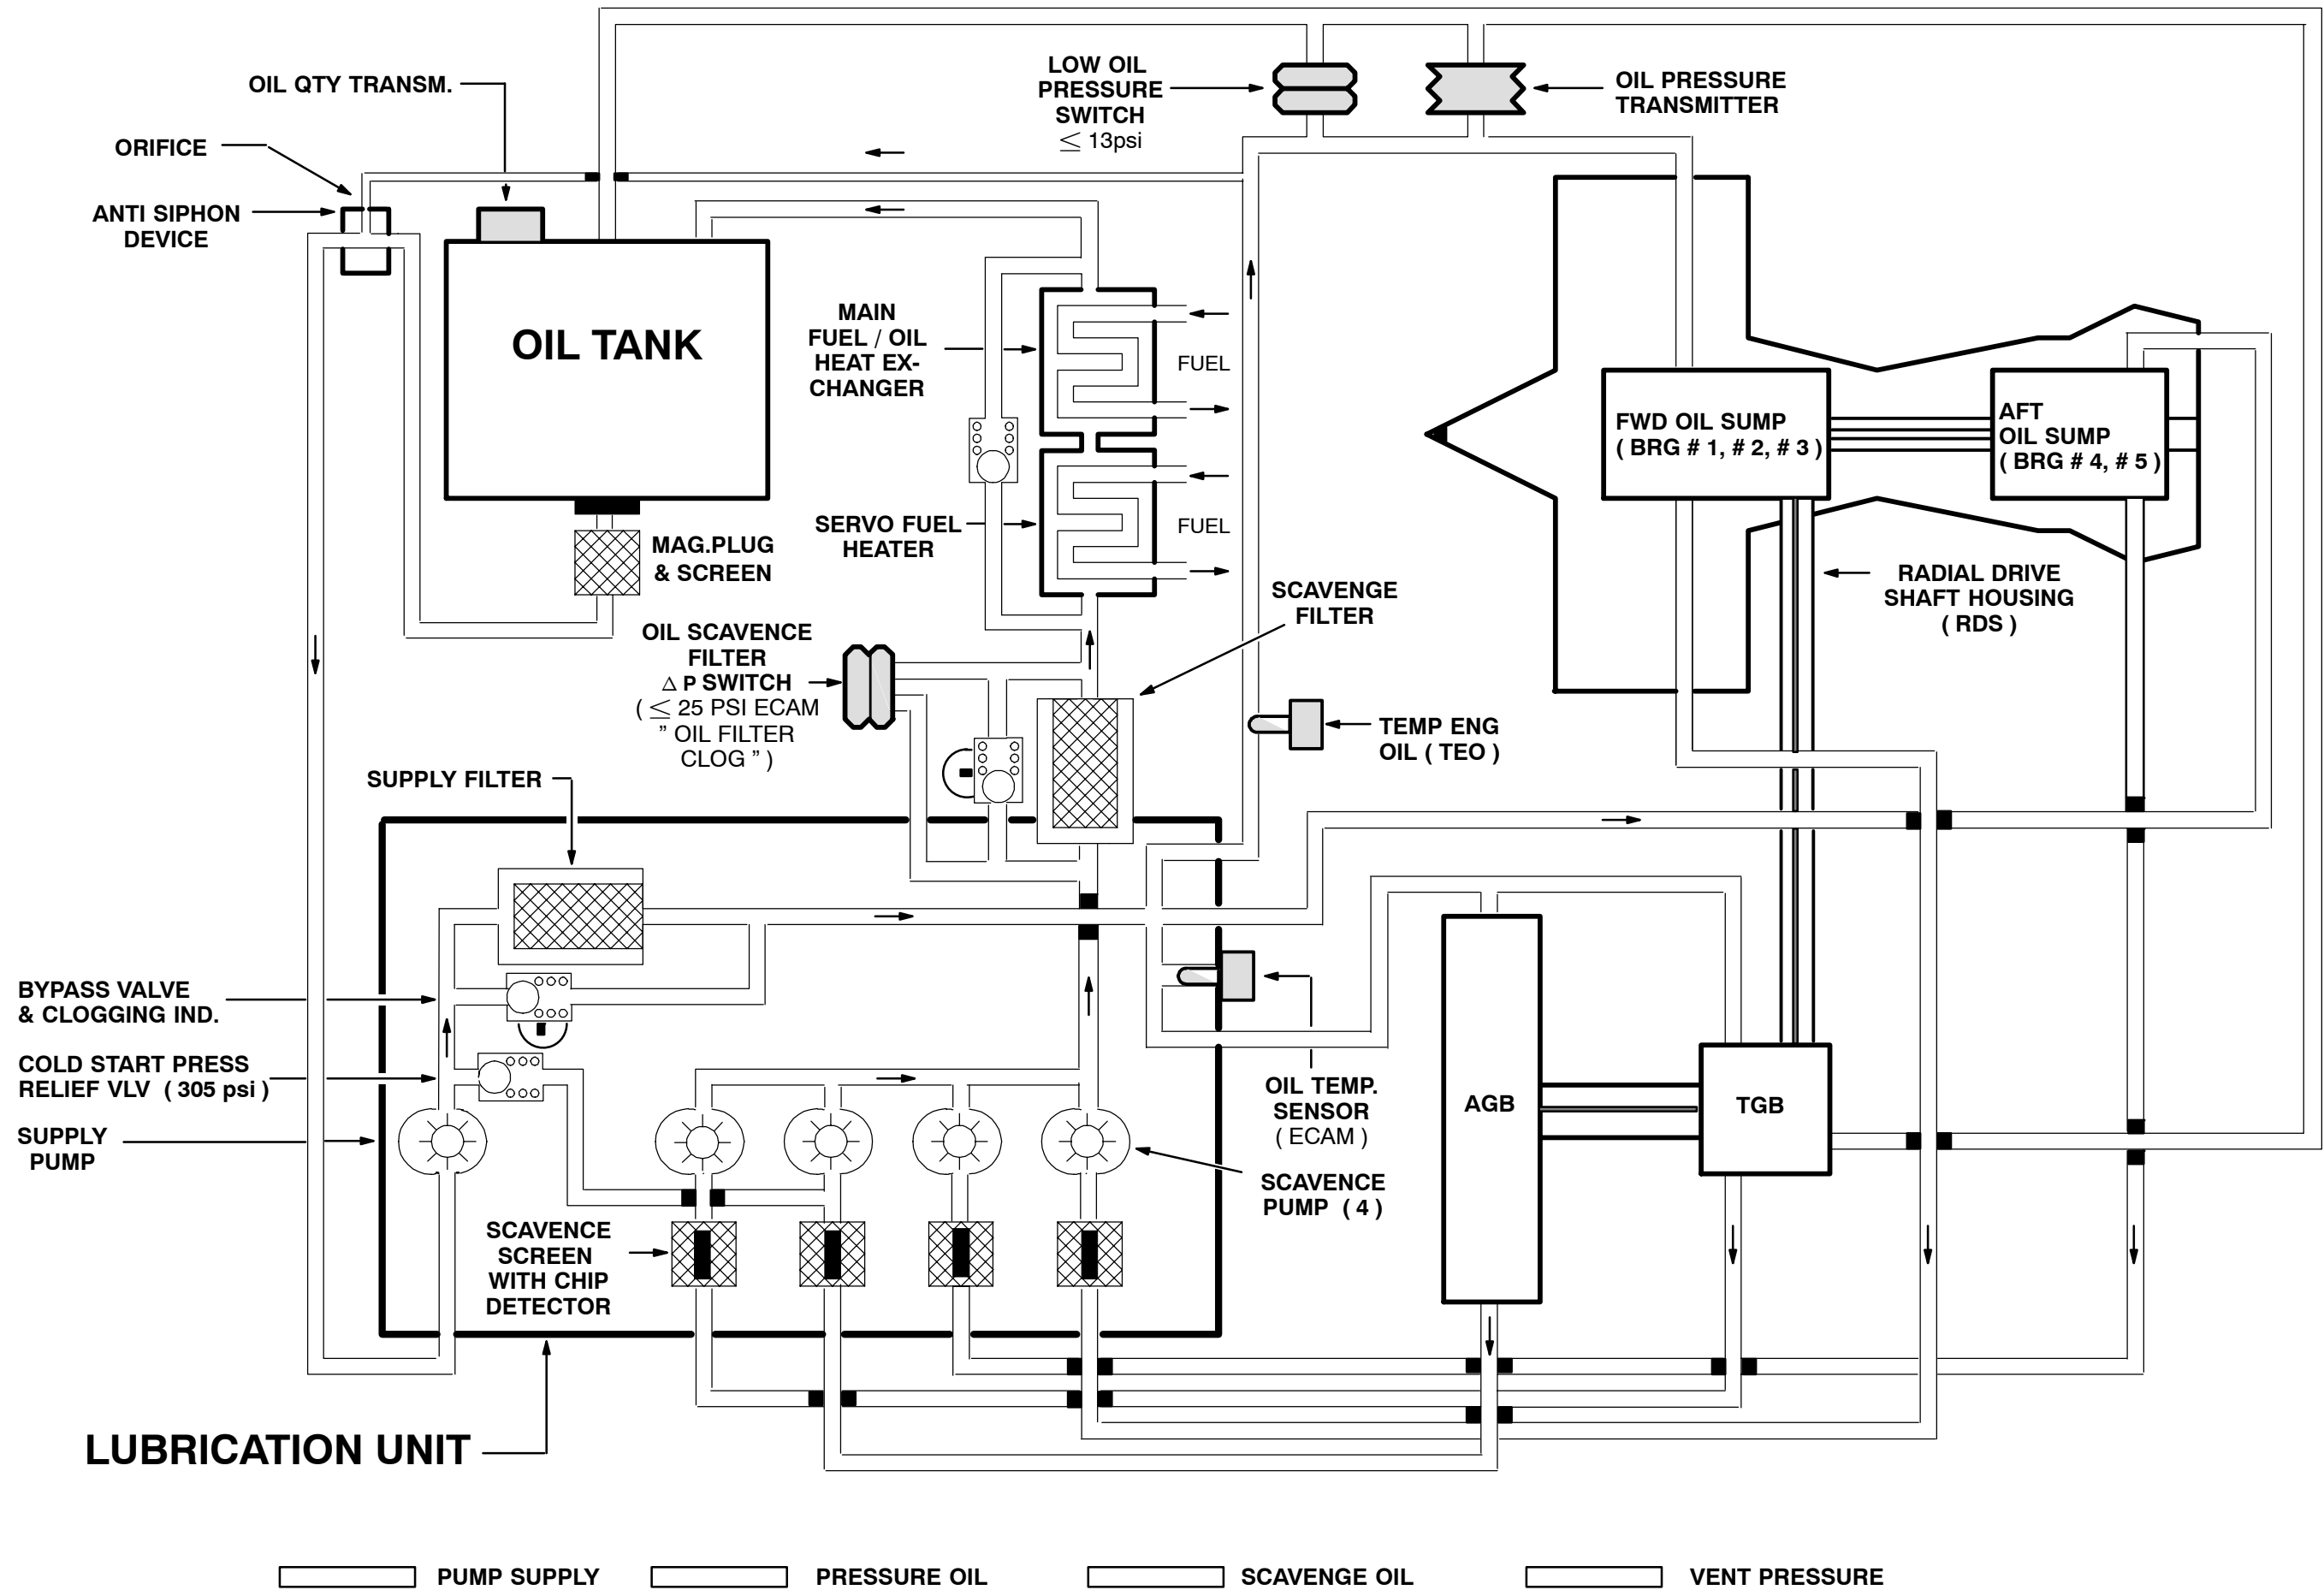 LOW OIL
PRESSURE
SWITCH
≤ 13psi
OIL PRESSURE
TRANSMITTER
OIL QTY TRANSM.
ORIFICE
ANTI SIPHON
DEVICE
OIL TANK
MAIN
FUEL / OIL
HEAT EX-
CHANGER
FUEL
FWD OIL SUMP
( BRG # 1, # 2, # 3 )
AFT
OIL SUMP
( BRG # 4, # 5 )
SERVO FUEL
HEATER
FUEL
MAG.PLUG
& SCREEN
SCAVENGE
FILTER
RADIAL DRIVE
SHAFT HOUSING
( RDS )
OIL SCAVENCE
FILTER
△ P SWITCH
( ≤ 25 PSI ECAM
” OIL FILTER
CLOG ” )
TEMP ENG
OIL ( TEO )
SUPPLY FILTER
BYPASS VALVE
& CLOGGING IND.
COLD START PRESS
RELIEF VLV ( 305 psi )
SUPPLY
PUMP
OIL TEMP.
SENSOR
( ECAM )
AGB
TGB
SCAVENCE
PUMP ( 4 )
SCAVENCE
SCREEN
WITH CHIP
DETECTOR
LUBRICATION UNIT
PUMP SUPPLY
PRESSURE OIL
SCAVENGE OIL
VENT PRESSURE